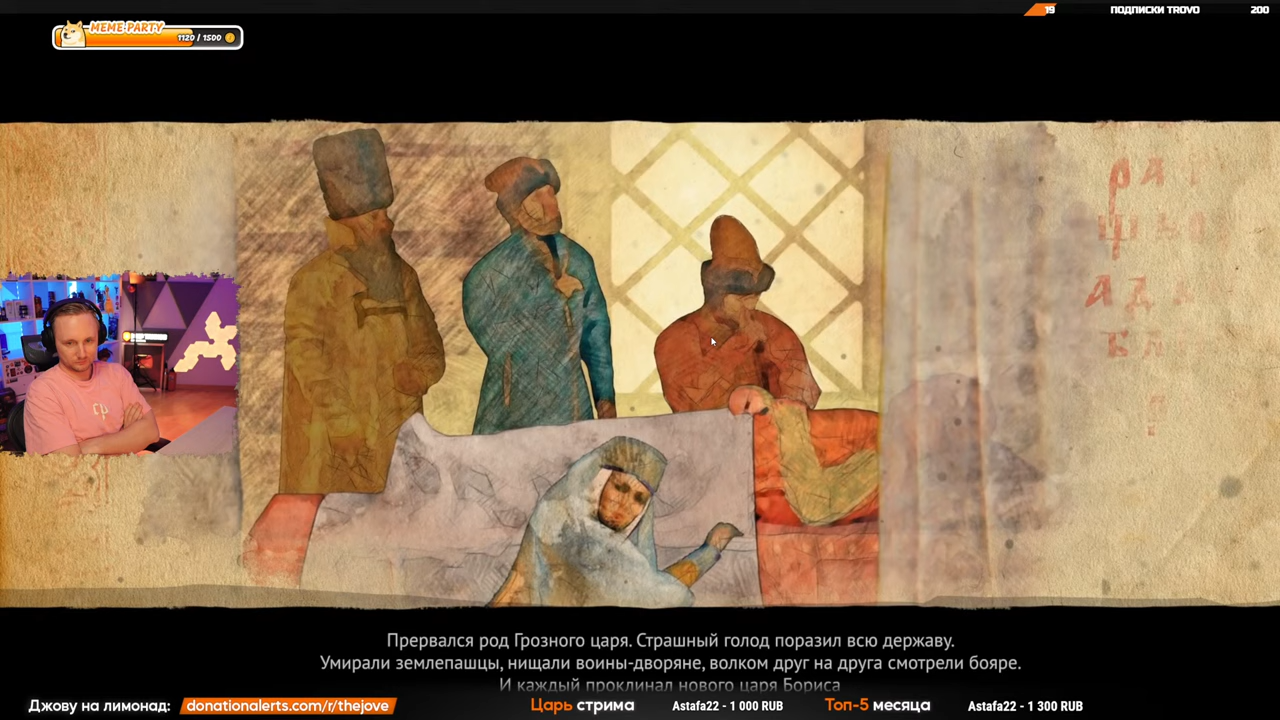 19 ПОДПИСКИ TROVO 200
MEME-PARTY
1120 / 1500
Прервался род Грозного царя. Страшный голод поразил всю державу.
Умирали землепашцы, нищали воины-дворяне, волком друг на друга смотрели бояре.
И каждый проклинал нового царя Бориса
Джову на лимонад: donationalerts.com/r/thejove Царь стрима Astafa22 - 1 000 RUB Топ-5 месяца Astafa22 - 1 300 RUB